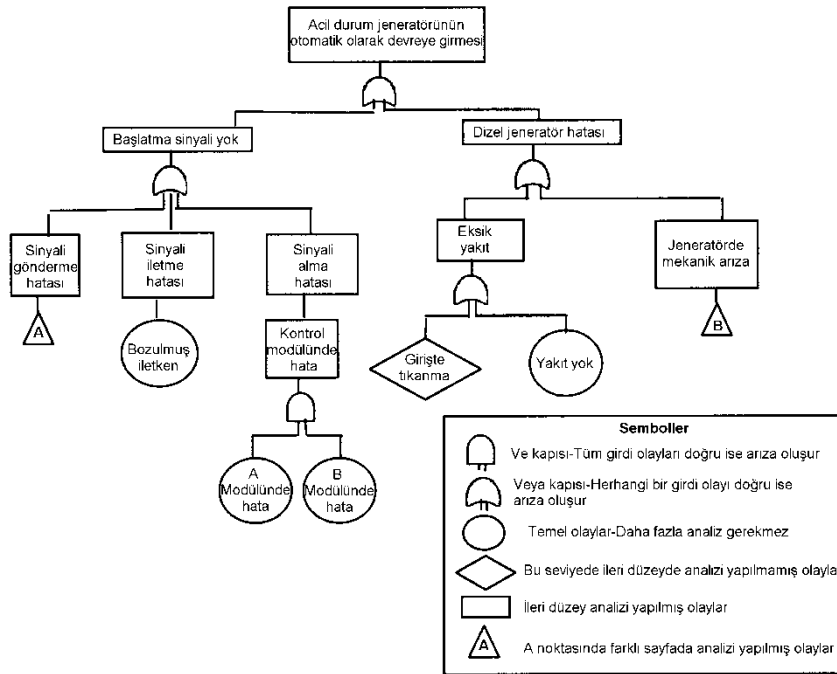 Acil durum jeneratörünün
otomatik olarak devreye girmesi
Başlatma sinyali yok
Dizel jeneratör hatası
Sinyali
gönderme
hatası
Sinyali
iletme
hatası
Sinyali
alma
hatası
Eksik
yakıt
Jeneratörde
mekanik arıza
A
Bozulmuş
iletken
Kontrol
modülünde
hata
Girişte
tıkanma
Yakıt yok
B
A
Modülünde
hata
B
Modülünde
hata
Semboller
Ve kapısı-Tüm girdi olayları doğru ise arıza oluşur
Veya kapısı-Herhangi bir girdi olayı doğru ise
arıza oluşur
Temel olaylar-Daha fazla analiz gerekmez
Bu seviyede ileri düzeyde analizi yapılmamış olayla
İleri düzey analizi yapılmış olaylar
A
A noktasında farklı sayfada analizi yapılmış olaylar